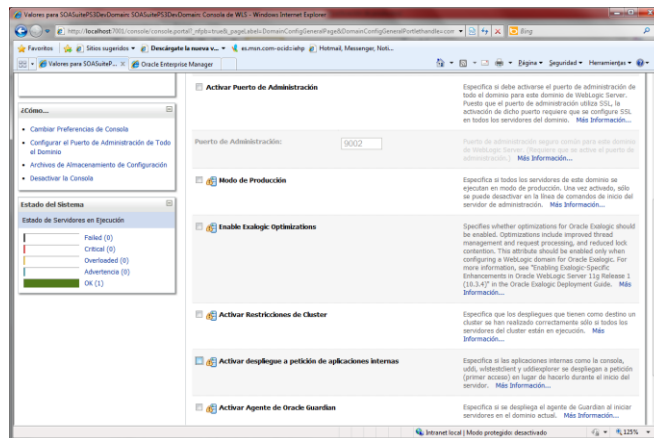 Valores para SOASuitePS3DevDomain: SOASuitePS3DevDomain: Consola de WLS - Windows Internet Explorer
Bing
Favoritos
Sitios sugeridos
Descárgate la nueva v...
es.msn.com-ocid=iehp
Hotmail, Messenger, Noti...
Valores para SOASuiteP...
Oracle Enterprise Manager
Página
Seguridad
Herramientas
¿Cómo...
Cambiar Preferencias de Consola
Configurar el Puerto de Administración de Todo
el Dominio
Archivos de Almacenamiento de Configuración
Desactivar la Consola
Estado del Sistema
Estado de Servidores en Ejecución
Failed (0)
Critical (0)
Overloaded (0)
Advertencia (0)
OK (1)
Activar Puerto de Administración
Especifica si debe activarse el puerto de administración de
todo el dominio para este dominio de WebLogic Server.
Puesto que el puerto de administración utiliza SSL, la
activación de dicho puerto requiere que se configure SSL
en todos los servidores del dominio. Más Información...
Puerto de Administración:
9002
Puerto de administración segura común para este dominio
de WebLogic Server. (Requiere que se active el puerto de
administración.) Más Información...
Modo de Producción
Especifica si todos los servidores de este dominio se
ejecutan en modo de producción. Una vez activado, sólo
se puede desactivar en la línea de comandos de inicio del
servidor de administración. Más Información...
Enable Exalogic Optimizations
Specifies whether optimizations for Oracle Exalogic should
be enabled. Optimizations include improved thread
management and request processing, and reduced lock
contention. This attribute should be enabled only when
configuring a WebLogic domain for Oracle Exalogic. For
more information, see "Enabling Exalogic-Specific
Enhancements in Oracle WebLogic Server 11g Release 1
(10.3.4)" in the Oracle Exalogic Deployment Guide. Más
Información...
Activar Restricciones de Cluster
Especifica que los despliegues que tienen como destino un
cluster se han realizado correctamente sólo si todos los
servidores del cluster están en ejecución. Más
Información...
Activar despliegue a petición de aplicaciones internas
Especifica si las aplicaciones internas como la consola,
uddi, wlstestclient y uddiexplorer se despliegan a petición
(primer acceso) en lugar de hacerlo durante el inicio del
servidor. Más Información...
Activar Agente de Oracle Guardian
Especifica si se despliega el agente de Guardian al iniciar
servidores en el dominio actual. Más Información...
Intranet local | Modo protegido: desactivado
125%